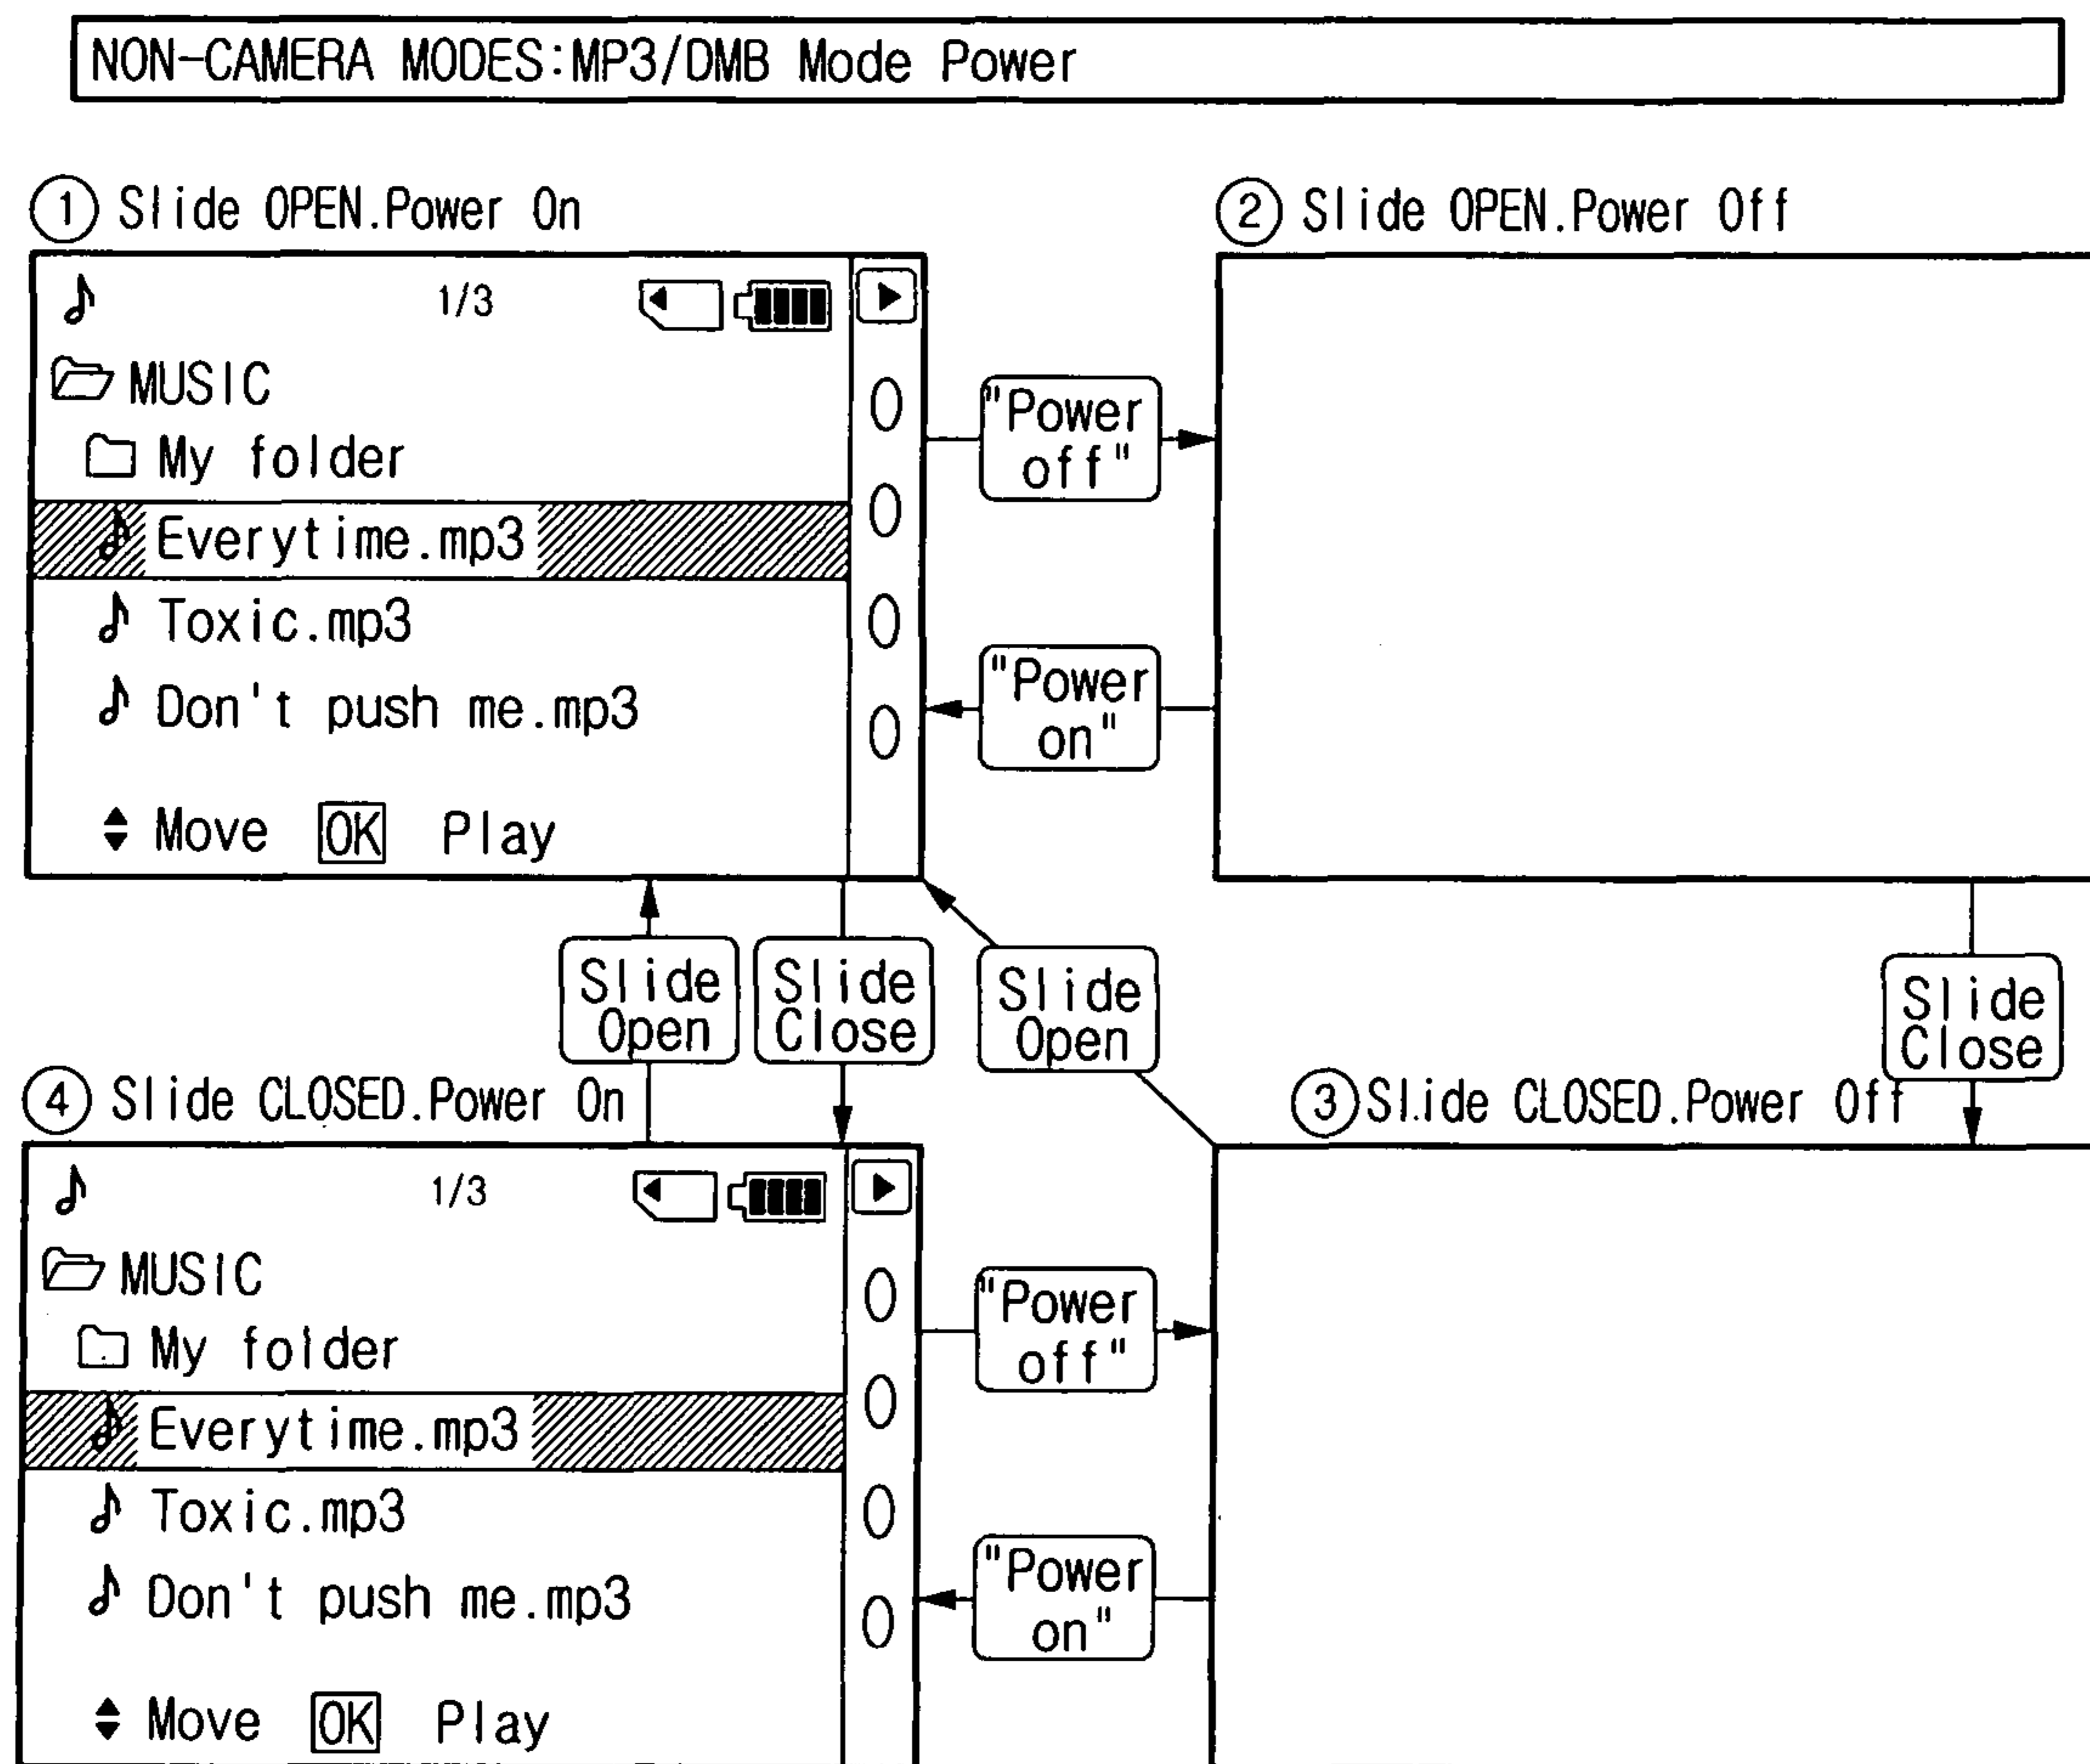 NON-CAMERA MODES:MP3/DMB Mode Power
① Slide OPEN.Power On
1/3
MUSIC
My folder
Everytime.mp3
Toxic.mp3
Don't push me.mp3
Move OK Play
"Power
off"
"Power
on"
② Slide OPEN.Power Off
Slide
Open
Slide
Close
Slide
Open
Slide
Close
④ Slide CLOSED.Power On
1/3
MUSIC
My folder
Everytime.mp3
Toxic.mp3
Don't push me.mp3
Move OK Play
"Power
off"
"Power
on"
③ Slide CLOSED.Power Off